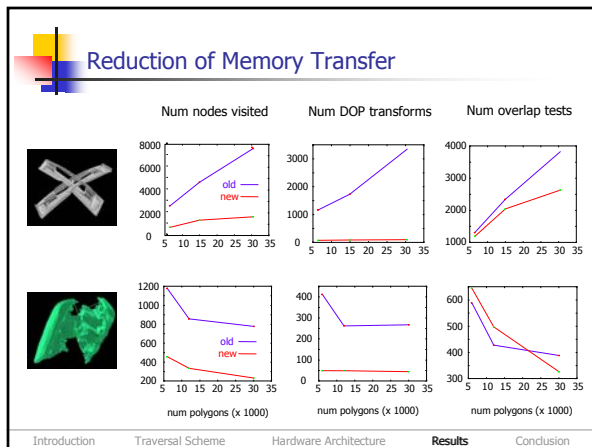 Reduction of Memory Transfer
Num nodes visited Num DOP transforms Num overlap tests
8000
6000
4000
2000
0
old
new
5 10 15 20 25 30 35
3000
2000
1000
0
5 10 15 20 25 30 35
4000
3000
2000
1000
5 10 15 20 25 30 35
1200
1000
800
600
400
200
5 10 15 20 25 30 35
num polygons (x 1000)
400
300
200
100
0
5 10 15 20 25 30 35
num polygons (x 1000)
600
500
400
300
5 10 15 20 25 30 35
num polygons (x 1000)
Introduction Traversal Scheme Hardware Architecture Results Conclusion